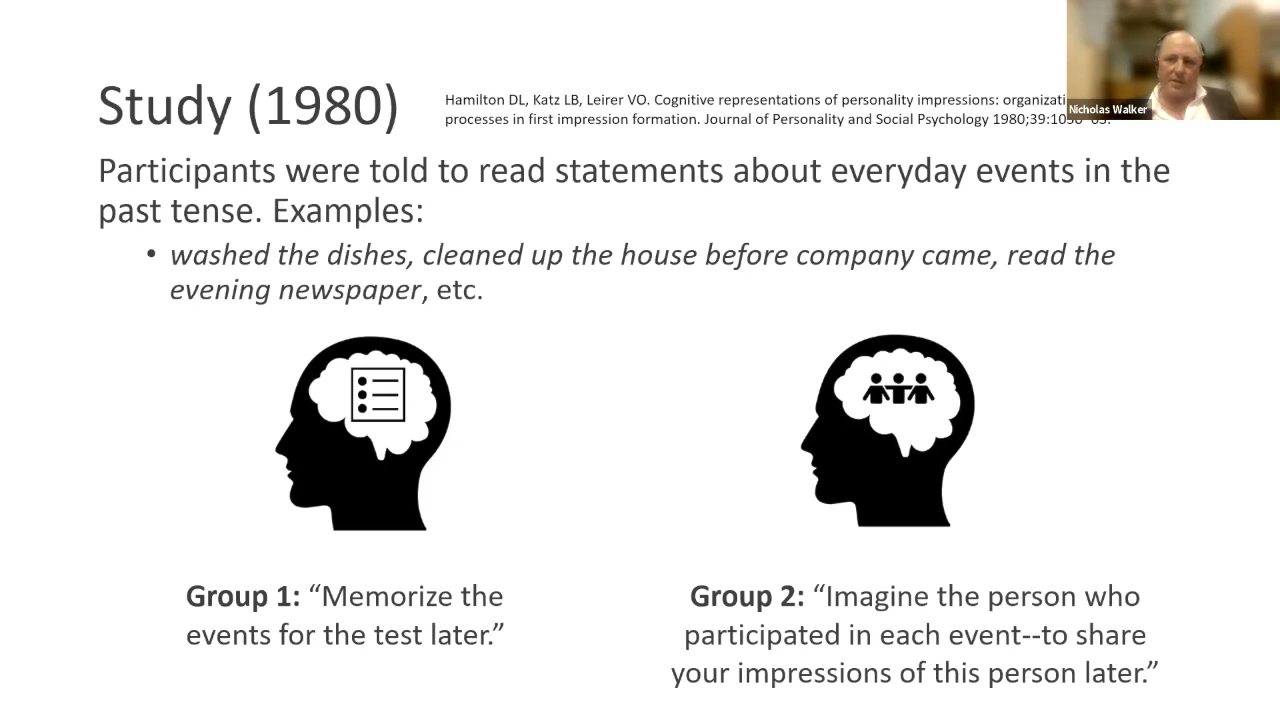 Study (1980)
Hamilton DL, Katz LB, Leirer VO. Cognitive representations of personality impressions: organizati
processes in first impression formation. Journal of Personality and Social Psychology 1980;39:1050
Nicholas Walker
Participants were told to read statements about everyday events in the
past tense. Examples:
• washed the dishes, cleaned up the house before company came, read the
evening newspaper, etc.
Group 1: “Memorize the
events for the test later.”
Group 2: “Imagine the person who
participated in each event--to share
your impressions of this person later.”